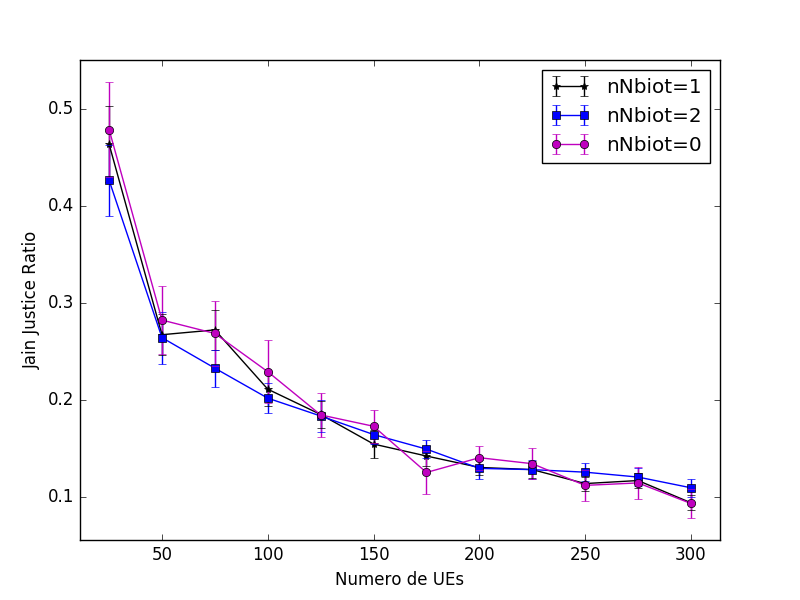 nNbiot=1
nNbiot=2
nNbiot=0
0.5
0.4
0.3
0.2
0.1
Jain Justice Ratio
50 100 150 200 250 300
Numero de UEs